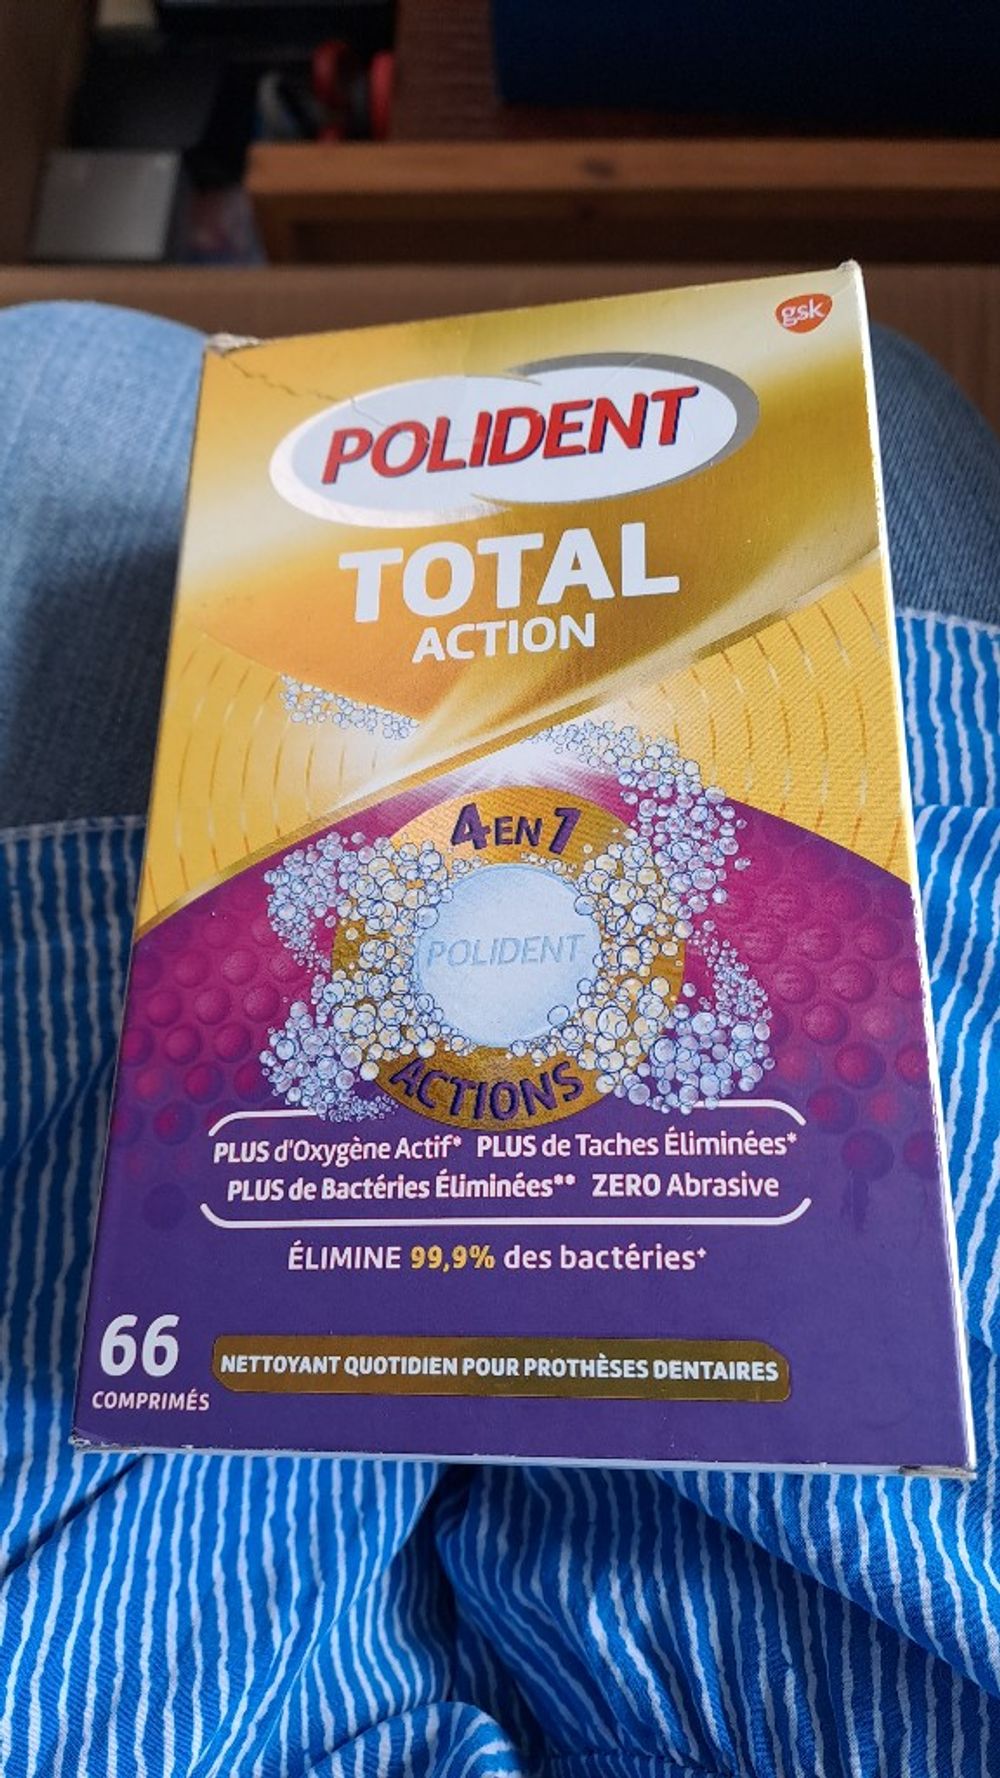 gsk
POLIDENT
TOTAL
ACTION
4 EN 1
POLIDENT
ACTIONS
PLUS d'Oxygène Actif* PLUS de Taches Éliminées*
PLUS de Bactéries Éliminées** ZERO Abrasive
ÉLIMINE 99,9% des bactéries⁺
66
COMPRIMÉS
NETTOYANT QUOTIDIEN POUR PROTHÈSES DENTAIRES